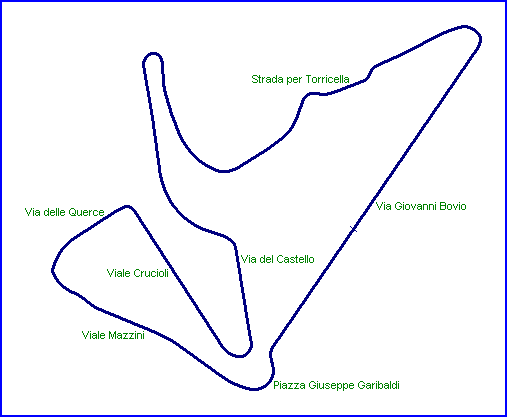 Strada per Torricella
Via delle Querce
Via Giovanni Bovio
Via del Castello
Viale Crucioli
Viale Mazzini
Piazza Giuseppe Garibaldi